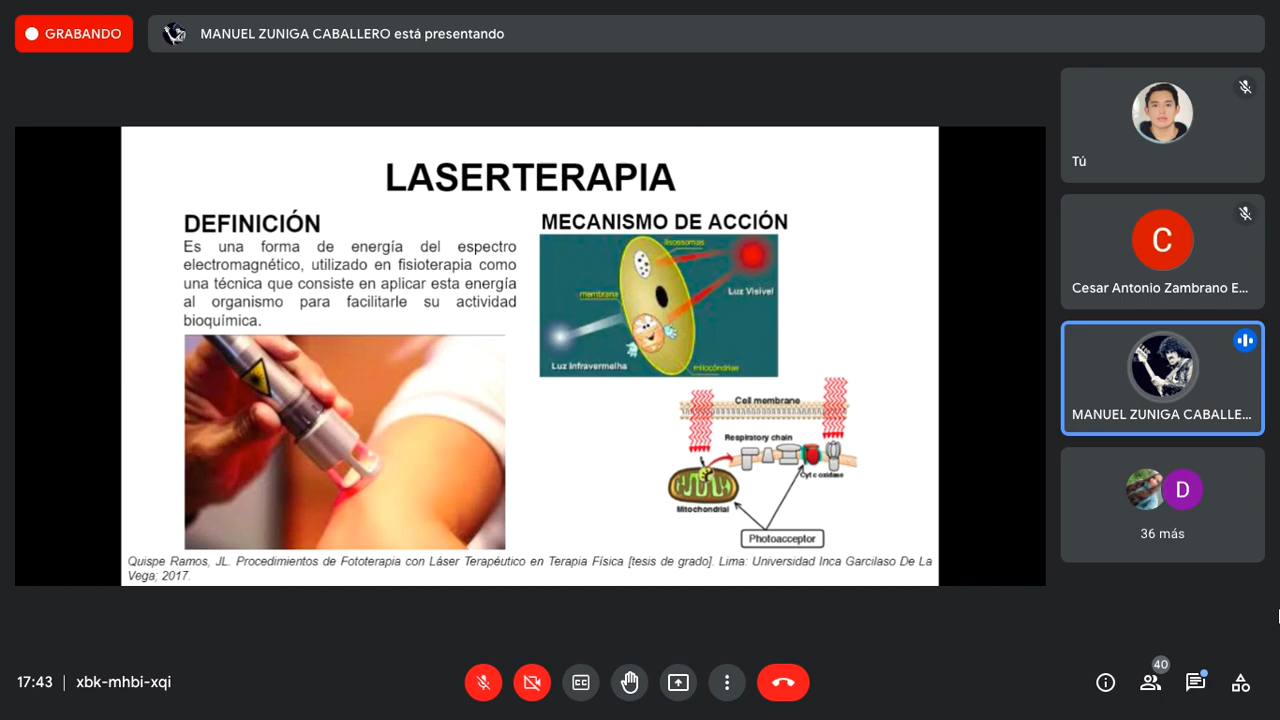 GRABANDO
MANUEL ZUNIGA CABALLERO está presentando
LASERTERAPIA
DEFINICIÓN
Es una forma de energía del espectro
electromagnético, utilizado en fisioterapia como
una técnica que consiste en aplicar esta energía
al organismo para facilitarle su actividad
bioquímica.
MECANISMO DE ACCIÓN
lisossomas
Luz Visível
membrana
Luz Infravermelha
mitocôndrias
Cell membrane
Respiratory chain
Cyt c oxidase
Mitochondrial
Photoacceptor
Quispe Ramos, JL. Procedimientos de Fototerapia con Láser Terapéutico en Terapia Física [tesis de grado]. Lima: Universidad Inca Garcilaso De La
Vega; 2017.
Tú
C
Cesar Antonio Zambrano E...
MANUEL ZUNIGA CABALLE...
D
36 más
17:43 | xbk-mhbi-xqi
40